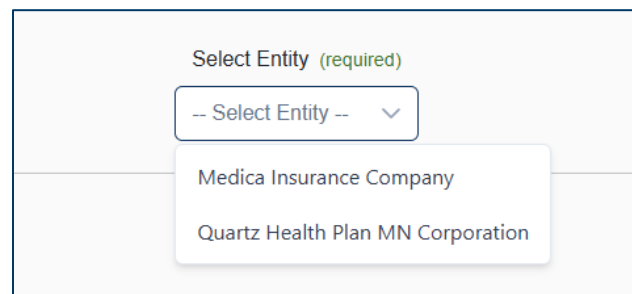 Select Entity (required)
-- Select Entity --
Medica Insurance Company
Quartz Health Plan MN Corporation